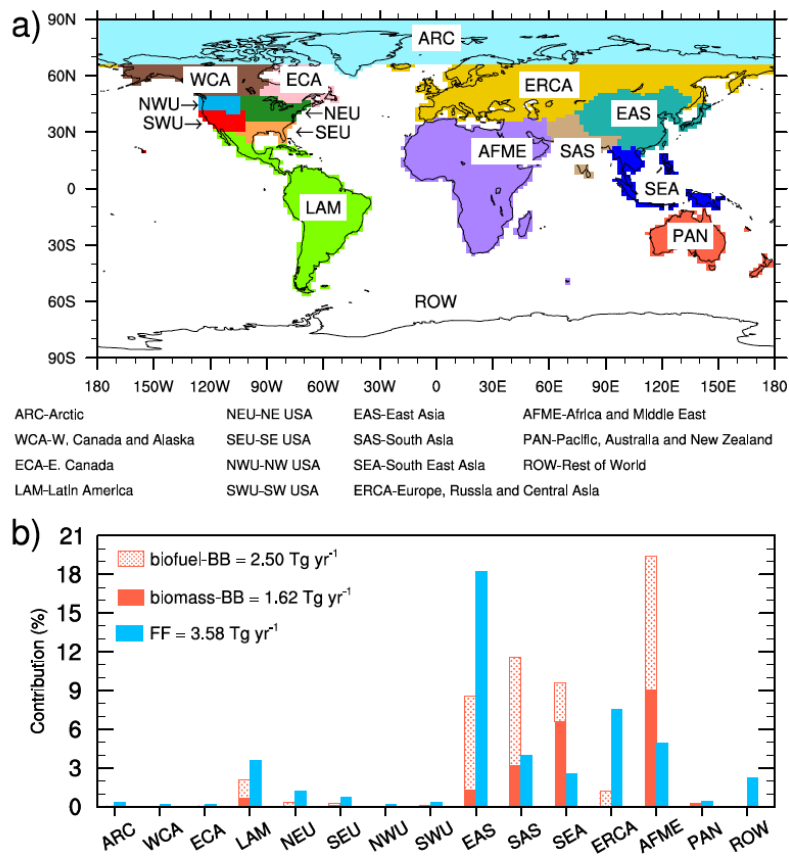 a)
90N
60N
30N
0
30S
60S
90S
ARC
WCA
ECA
ERCA
NWU
NEU
EAS
SWU
SEU
AFME
SAS
SEA
LAM
PAN
ROW
180 150W 120W 90W 60W 30W 0 30E 60E 90E 120E 150E 180
ARC-Arctic NEU-NE USA EAS-East Asia AFME-Africa and Middle East
WCA-W. Canada and Alaska SEU-SE USA SAS-South Asia PAN-Pacific, Australia and New Zealand
ECA-E. Canada NWU-NW USA SEA-South East Asia ROW-Rest of World
LAM-Latin America SWU-SW USA ERCA-Europe, Russia and Central Asia
b)
21
18
15
12
9
6
3
0
Contribution (%)
biofuel-BB = 2.50 Tg yr⁻¹
biomass-BB = 1.62 Tg yr⁻¹
FF = 3.58 Tg yr⁻¹
ARC WCA ECA LAM NEU SEU NWU SWU EAS SAS SEA ERCA AFME PAN ROW